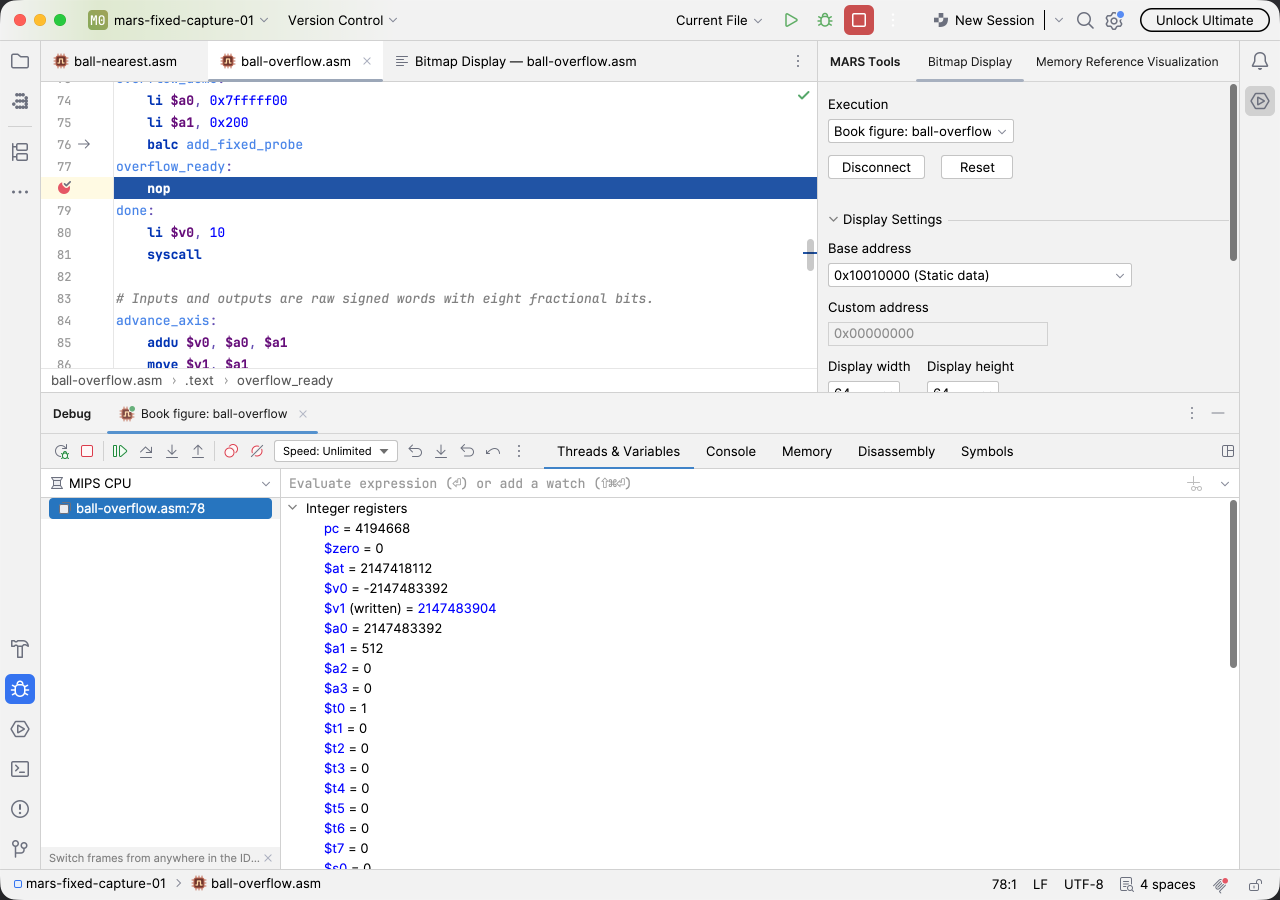 M0 mars-fixed-capture-01 Version Control Current File New Session Unlock Ultimate
ball-nearest.asm ball-overflow.asm Bitmap Display — ball-overflow.asm
MARS Tools Bitmap Display Memory Reference Visualization
74 li $a0, 0x7fffff00
75 li $a1, 0x200
76 balc add_fixed_probe
77 overflow_ready:
nop
79 done:
80 li $v0, 10
81 syscall
82
83 # Inputs and outputs are raw signed words with eight fractional bits.
84 advance_axis:
85 addu $v0, $a0, $a1
86 move $v1, $a1
ball-overflow.asm .text overflow_ready
Execution
Book figure: ball-overflow
Disconnect Reset
Display Settings
Base address
0x10010000 (Static data)
Custom address
0x00000000
Display width Display height
64 64
Debug Book figure: ball-overflow
Speed: Unlimited Threads & Variables Console Memory Disassembly Symbols
MIPS CPU
ball-overflow.asm:78
Switch frames from anywhere in the ID...
Evaluate expression (⏎) or add a watch (⇧⌘⏎)
Integer registers
pc = 4194668
$zero = 0
$at = 2147418112
$v0 = -2147483392
$v1 (written) = 2147483904
$a0 = 2147483392
$a1 = 512
$a2 = 0
$a3 = 0
$t0 = 1
$t1 = 0
$t2 = 0
$t3 = 0
$t4 = 0
$t5 = 0
$t6 = 0
$t7 = 0
$s0 = 0
mars-fixed-capture-01 ball-overflow.asm 78:1 LF UTF-8 4 spaces